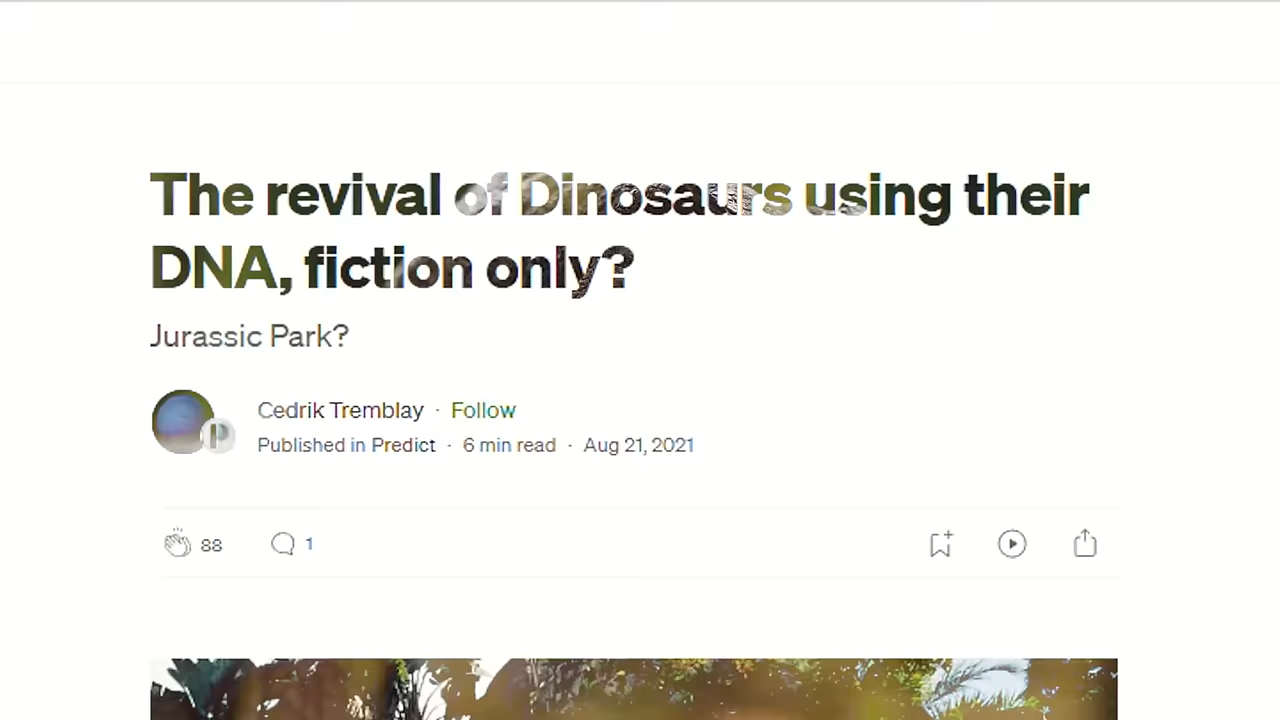 The revival of Dinosaurs using their
DNA, fiction only?
Jurassic Park?
Cedrik Tremblay · Follow
Published in Predict · 6 min read · Aug 21, 2021
88 1